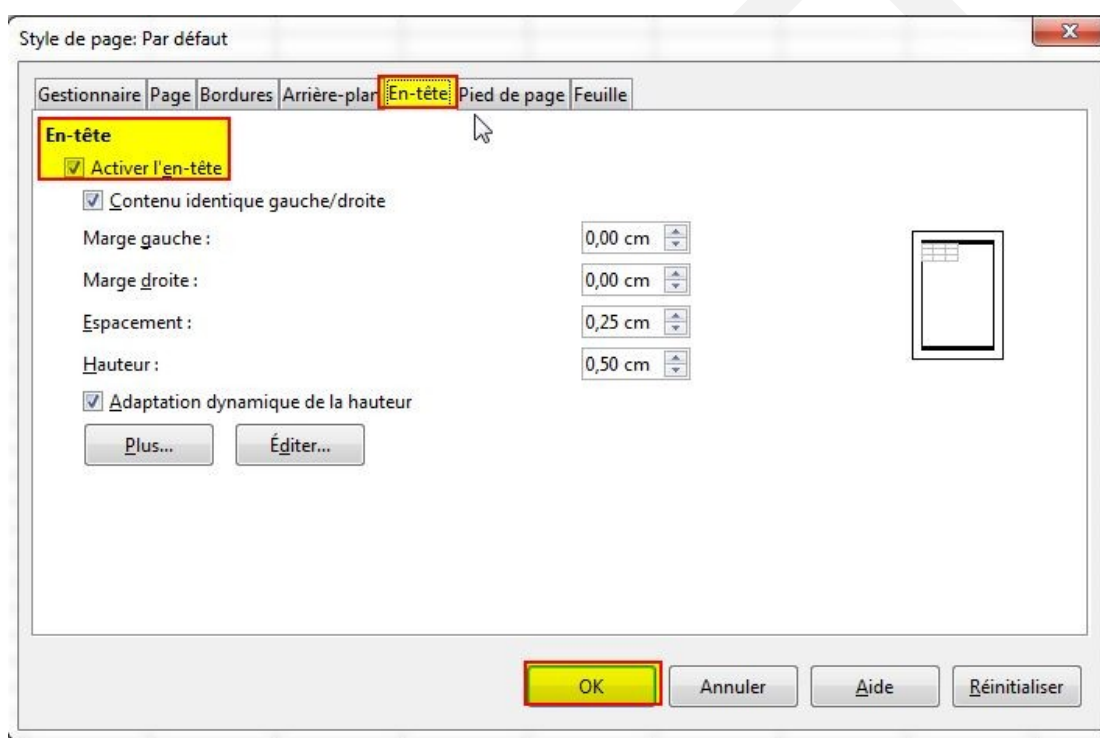 Style de page: Par défaut
Gestionnaire Page Bordures Arrière-plan En-tête Pied de page Feuille
En-tête
Activer l'en-tête
Contenu identique gauche/droite
Marge gauche : 0,00 cm
Marge droite : 0,00 cm
Espacement : 0,25 cm
Hauteur : 0,50 cm
Adaptation dynamique de la hauteur
Plus... Éditer...
OK Annuler Aide Réinitialiser